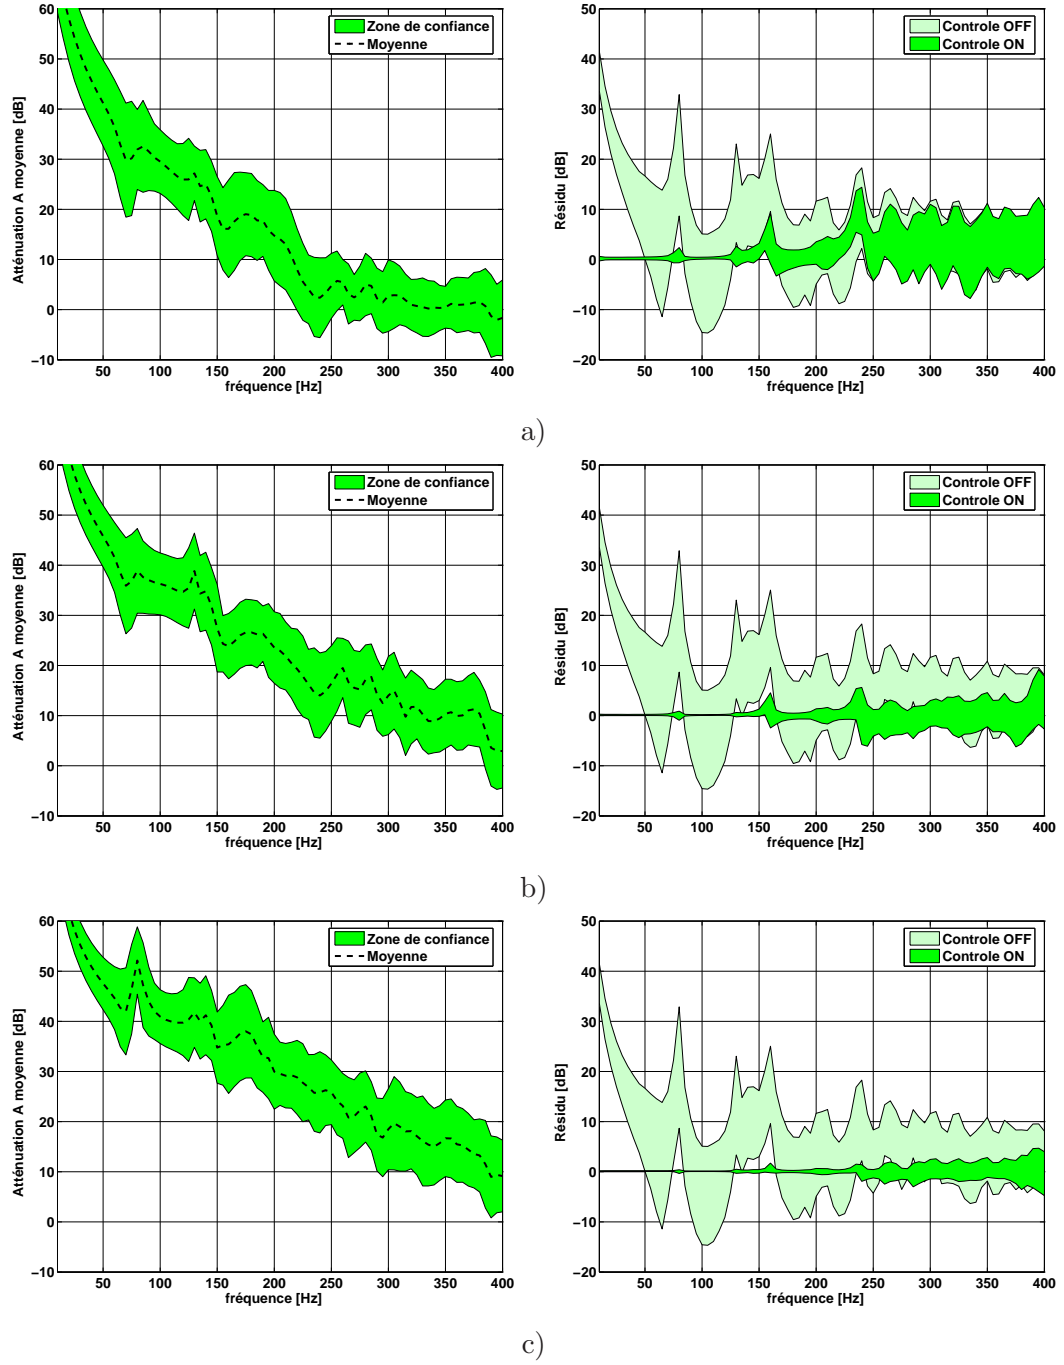 60
50
40
30
20
10
0
−10
Atténuation A moyenne [dB]
Zone de confiance
Moyenne
50 100 150 200 250 300 350 400
fréquence [Hz]
50
40
30
20
10
0
−10
−20
Résidu [dB]
Controle OFF
Controle ON
50 100 150 200 250 300 350 400
fréquence [Hz]
a)
60
50
40
30
20
10
0
−10
Atténuation A moyenne [dB]
Zone de confiance
Moyenne
50 100 150 200 250 300 350 400
fréquence [Hz]
50
40
30
20
10
0
−10
−20
Résidu [dB]
Controle OFF
Controle ON
50 100 150 200 250 300 350 400
fréquence [Hz]
b)
60
50
40
30
20
10
0
−10
Atténuation A moyenne [dB]
Zone de confiance
Moyenne
50 100 150 200 250 300 350 400
fréquence [Hz]
50
40
30
20
10
0
−10
−20
Résidu [dB]
Controle OFF
Controle ON
50 100 150 200 250 300 350 400
fréquence [Hz]
c)